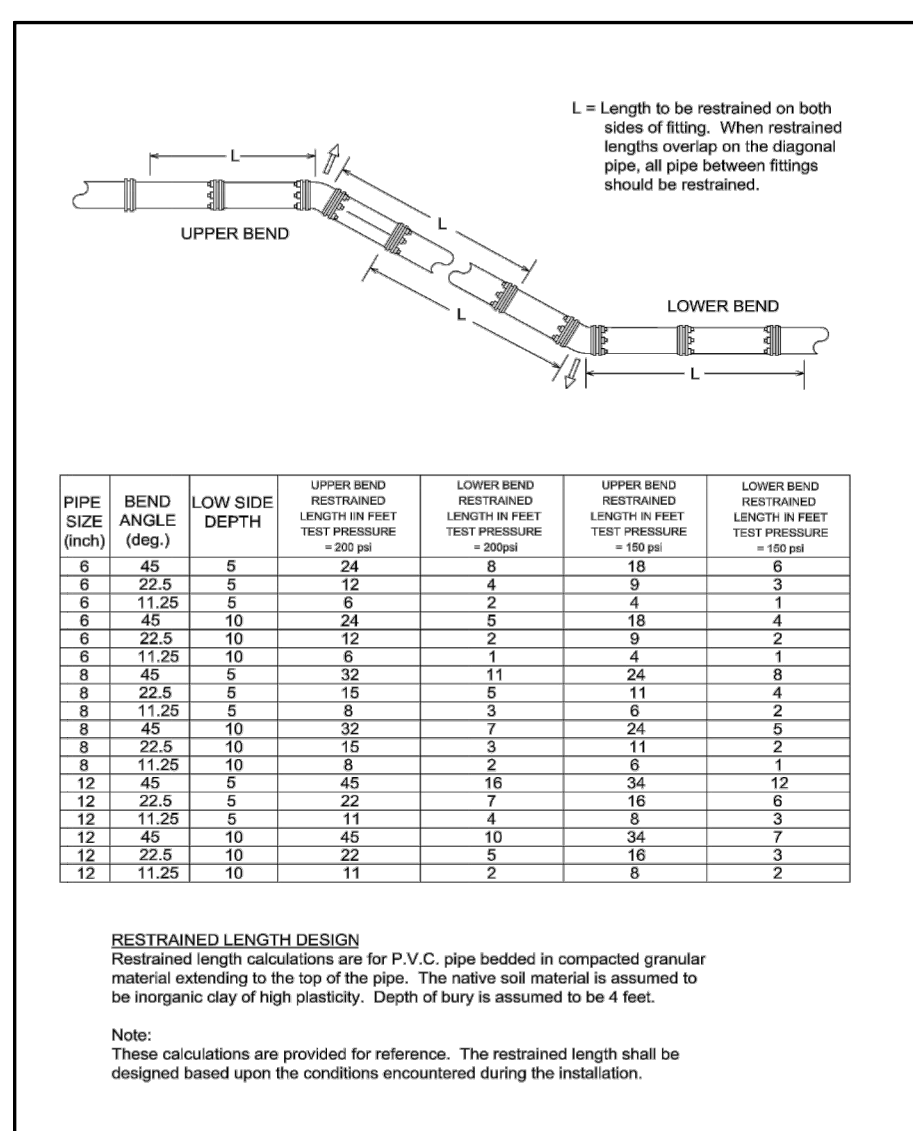 L = Length to be restrained on both
sides of fitting. When restrained
lengths overlap on the diagonal
pipe, all pipe between fittings
should be restrained.
L
UPPER BEND
L
L
LOWER BEND
L
PIPE SIZE (inch) BEND ANGLE (deg.) LOW SIDE DEPTH UPPER BEND RESTRAINED LENGTH IIN FEET TEST PRESSURE = 200 psi LOWER BEND RESTRAINED LENGTH IN FEET TEST PRESSURE = 200psi UPPER BEND RESTRAINED LENGTH IN FEET TEST PRESSURE = 150 psi LOWER BEND RESTRAINED LENGTH IN FEET TEST PRESSURE = 150 psi
6 45 5 24 8 18 6
6 22.5 5 12 4 9 3
6 11.25 5 6 2 4 1
6 45 10 24 5 18 4
6 22.5 10 12 2 9 2
6 11.25 10 6 1 4 1
8 45 5 32 11 24 8
8 22.5 5 15 5 11 4
8 11.25 5 8 3 6 2
8 45 10 32 7 24 5
8 22.5 10 15 3 11 2
8 11.25 10 8 2 6 1
12 45 5 45 16 34 12
12 22.5 5 22 7 16 6
12 11.25 5 11 4 8 3
12 45 10 45 10 34 7
12 22.5 10 22 5 16 3
12 11.25 10 11 2 8 2
RESTRAINED LENGTH DESIGN
Restrained length calculations are for P.V.C. pipe bedded in compacted granular
material extending to the top of the pipe. The native soil material is assumed to
be inorganic clay of high plasticity. Depth of bury is assumed to be 4 feet.
Note:
These calculations are provided for reference. The restrained length shall be
designed based upon the conditions encountered during the installation.